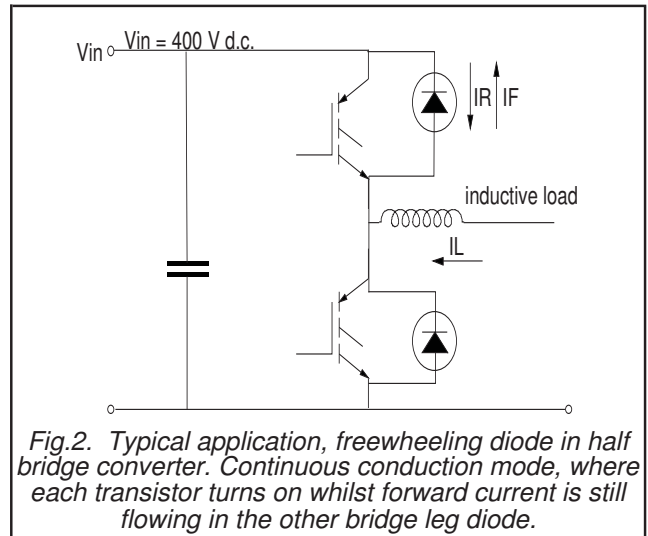 Vin Vin = 400 V d.c.
IR IF
inductive load
IL
Fig.2. Typical application, freewheeling diode in half
bridge converter. Continuous conduction mode, where
each transistor turns on whilst forward current is still
flowing in the other bridge leg diode.